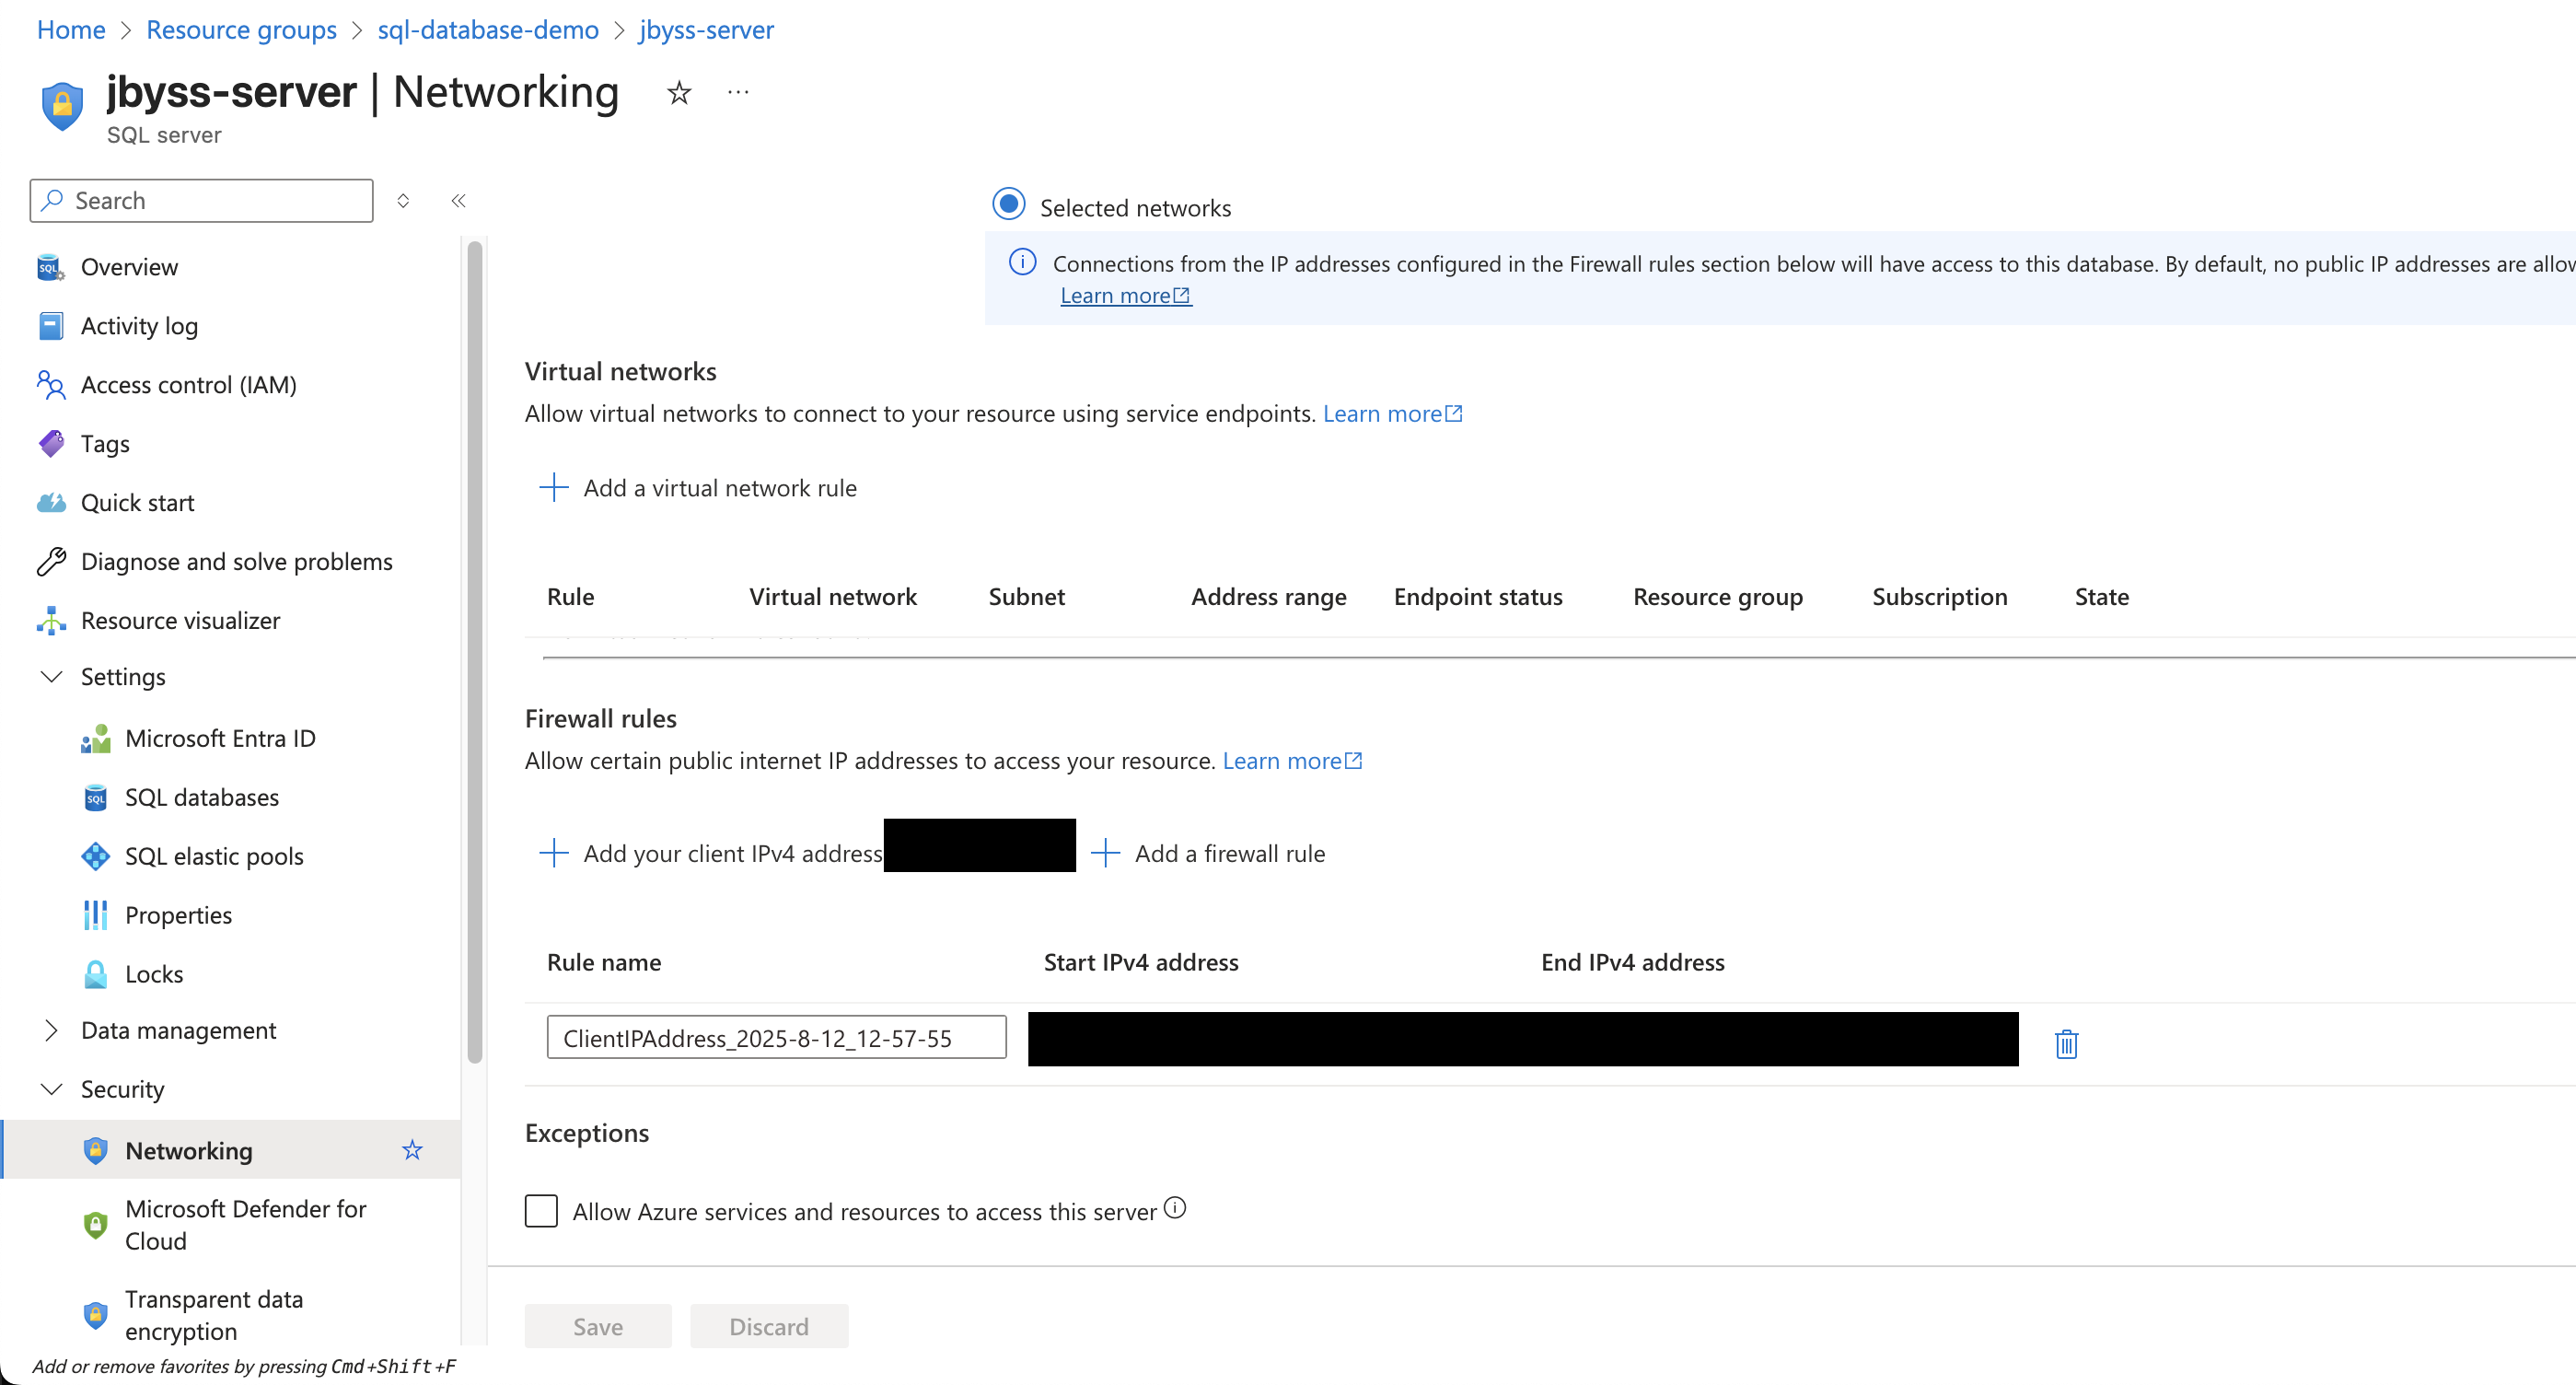 Home > Resource groups > sql-database-demo > jbyss-server
jbyss-server | Networking
SQL server
Search
Overview
Activity log
Access control (IAM)
Tags
Quick start
Diagnose and solve problems
Resource visualizer
Settings
Microsoft Entra ID
SQL databases
SQL elastic pools
Properties
Locks
Data management
Security
Networking
Microsoft Defender for
Cloud
Transparent data
encryption
Add or remove favorites by pressing Cmd+Shift+F
Selected networks
Connections from the IP addresses configured in the Firewall rules section below will have access to this database. By default, no public IP addresses are allow
Learn more
Virtual networks
Allow virtual networks to connect to your resource using service endpoints. Learn more
Add a virtual network rule
Rule Virtual network Subnet Address range Endpoint status Resource group Subscription State
Firewall rules
Allow certain public internet IP addresses to access your resource. Learn more
Add your client IPv4 address Add a firewall rule
Rule name Start IPv4 address End IPv4 address
ClientIPAddress_2025-8-12_12-57-55
Exceptions
Allow Azure services and resources to access this server
Save Discard